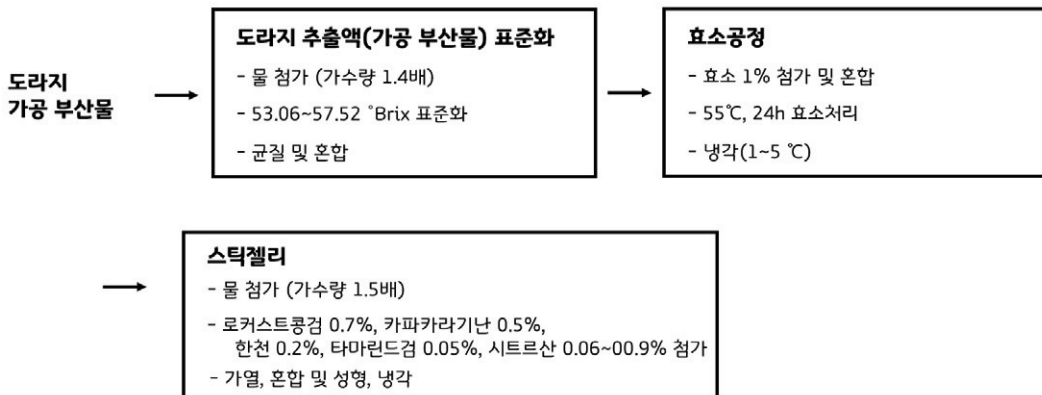 도라지
가공 부산물
도라지 추출액(가공 부산물) 표준화
- 물 첨가 (가수량 1.4배)
- 53.06~57.52 ˚Brix 표준화
- 균질 및 혼합
효소공정
- 효소 1% 첨가 및 혼합
- 55℃, 24h 효소처리
- 냉각(1~5 ℃)
스틱젤리
- 물 첨가 (가수량 1.5배)
- 로커스트콩검 0.7%, 카파카라기난 0.5%,
한천 0.2%, 타마린드검 0.05%, 시트르산 0.06~00.9% 첨가
- 가열, 혼합 및 성형, 냉각